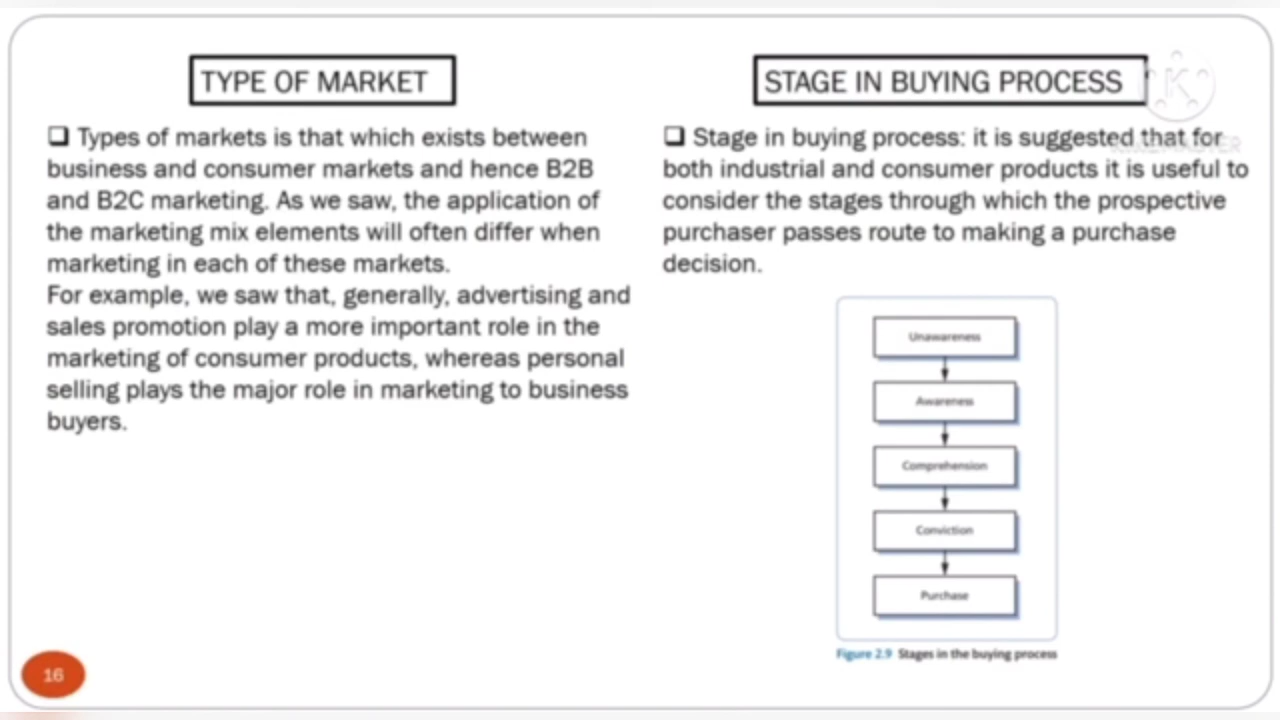 TYPE OF MARKET
❑ Types of markets is that which exists between
business and consumer markets and hence B2B
and B2C marketing. As we saw, the application of
the marketing mix elements will often differ when
marketing in each of these markets.
For example, we saw that, generally, advertising and
sales promotion play a more important role in the
marketing of consumer products, whereas personal
selling plays the major role in marketing to business
buyers.
STAGE IN BUYING PROCESS
❑ Stage in buying process: it is suggested that for
both industrial and consumer products it is useful to
consider the stages through which the prospective
purchaser passes route to making a purchase
decision.
Unawareness
Awareness
Comprehension
Conviction
Purchase
Figure 2.9 Stages in the buying process
16
K
KINEMASTER